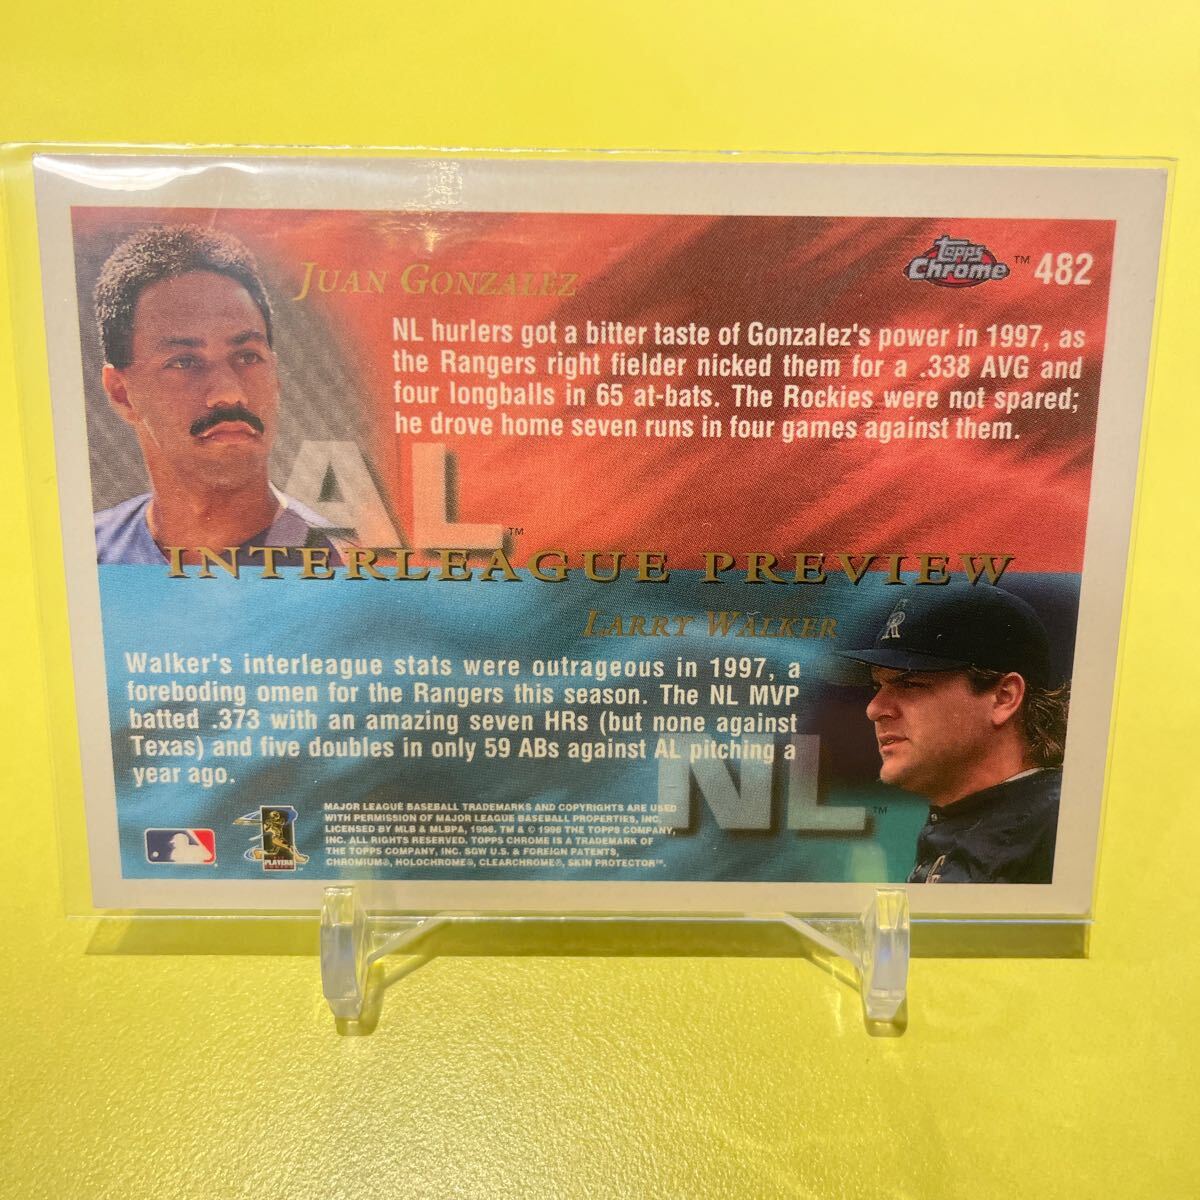 Topps
Chrome™ 482
JUAN GONZALEZ
NL hurlers got a bitter taste of Gonzalez's power in 1997, as
the Rangers right fielder nicked them for a .338 AVG and
four longballs in 65 at-bats. The Rockies were not spared;
he drove home seven runs in four games against them.
AL™
INTERLEAGUE PREVIEW
LARRY WALKER
Walker's interleague stats were outrageous in 1997, a
foreboding omen for the Rangers this season. The NL MVP
batted .373 with an amazing seven HRs (but none against
Texas) and five doubles in only 59 ABs against AL pitching a
year ago.
NL™
MAJOR LEAGUE BASEBALL TRADEMARKS AND COPYRIGHTS ARE USED
WITH PERMISSION OF MAJOR LEAGUE BASEBALL PROPERTIES, INC.
LICENSED BY MLB & MLBPA, 1998. TM & © 1998 THE TOPPS COMPANY,
INC. ALL RIGHTS RESERVED. TOPPS CHROME IS A TRADEMARK OF
THE TOPPS COMPANY, INC. SGW U.S. & FOREIGN PATENTS,
CHROMIUM®, HOLOCHROME®, CLEARCHROME®, SKIN PROTECTOR™.
PLAYERS